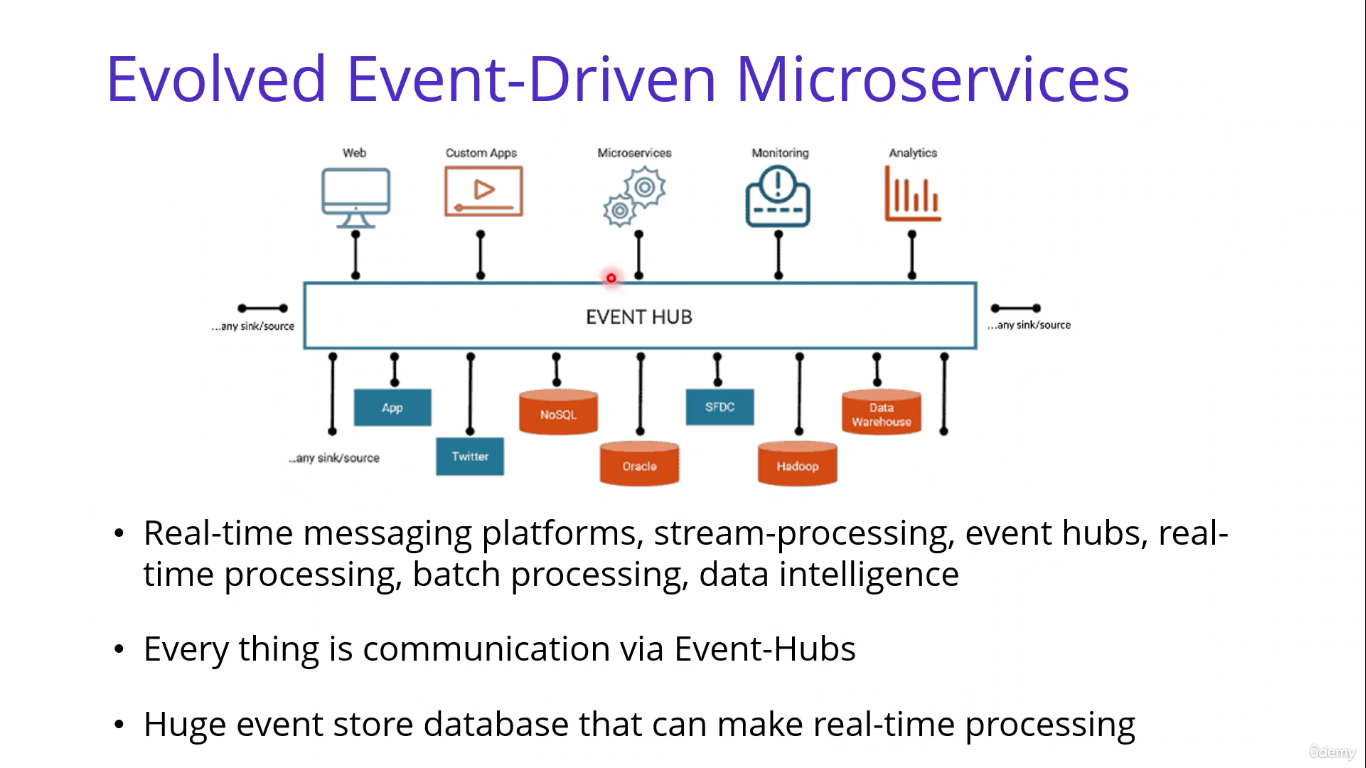 Evolved Event-Driven Microservices
Web
Custom Apps
Microservices
Monitoring
Analytics
EVENT HUB
...any sink/source
...any sink/source
App
NoSQL
SFDC
Data
Warehouse
Twitter
Oracle
Hadoop
...any sink/source
• Real-time messaging platforms, stream-processing, event hubs, real-
time processing, batch processing, data intelligence
• Every thing is communication via Event-Hubs
• Huge event store database that can make real-time processing
ûdemy